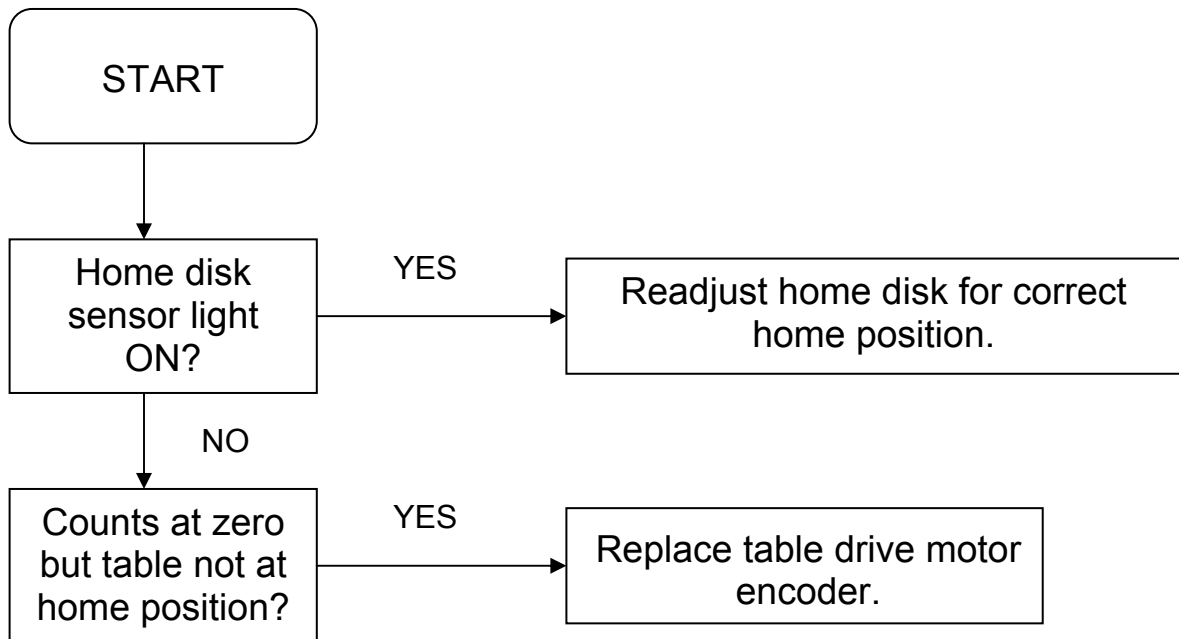 START
Home disk
sensor light
ON?
YES
Readjust home disk for correct
home position.
NO
Counts at zero
but table not at
home position?
YES
Replace table drive motor
encoder.